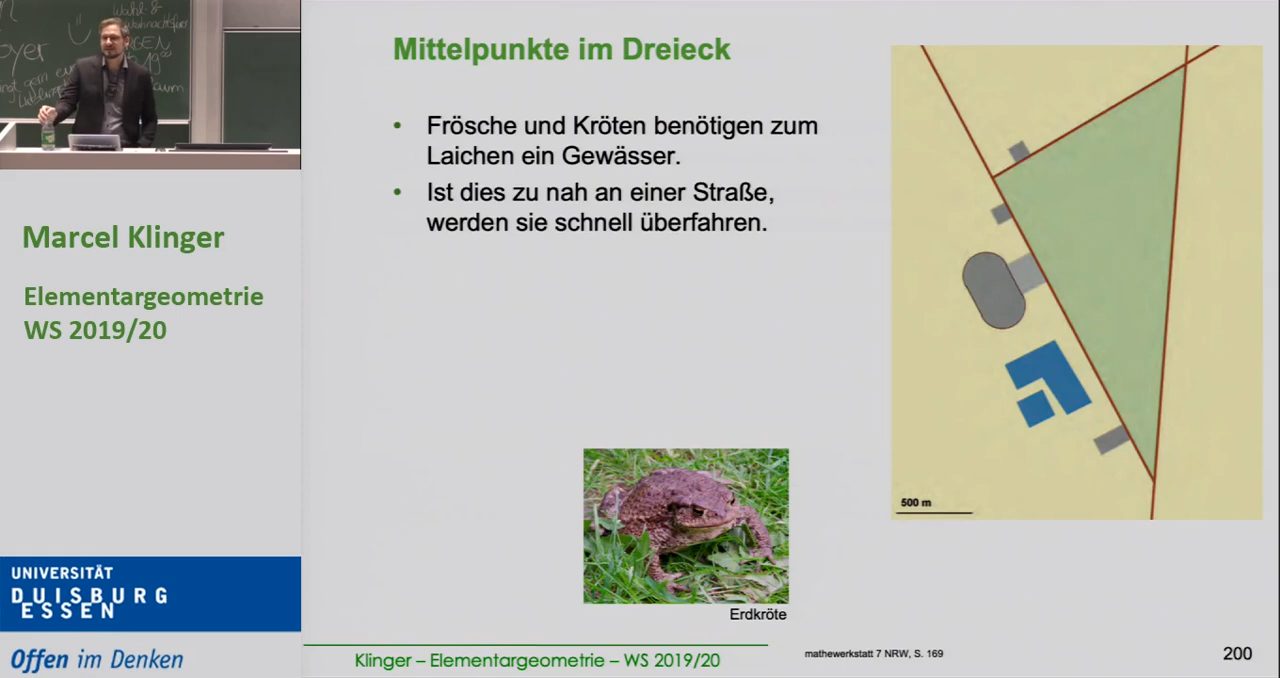 Wahl- &
Mittelpunkte im Dreieck
• Frösche und Kröten benötigen zum
Laichen ein Gewässer.
• Ist dies zu nah an einer Straße,
werden sie schnell überfahren.
500 m
Erdkröte
Marcel Klinger
Elementargeometrie
WS 2019/20
UNIVERSITÄT
DUISBURG
ESSEN
Offen im Denken
Klinger – Elementargeometrie – WS 2019/20
mathewerkstatt 7 NRW, S. 169
200